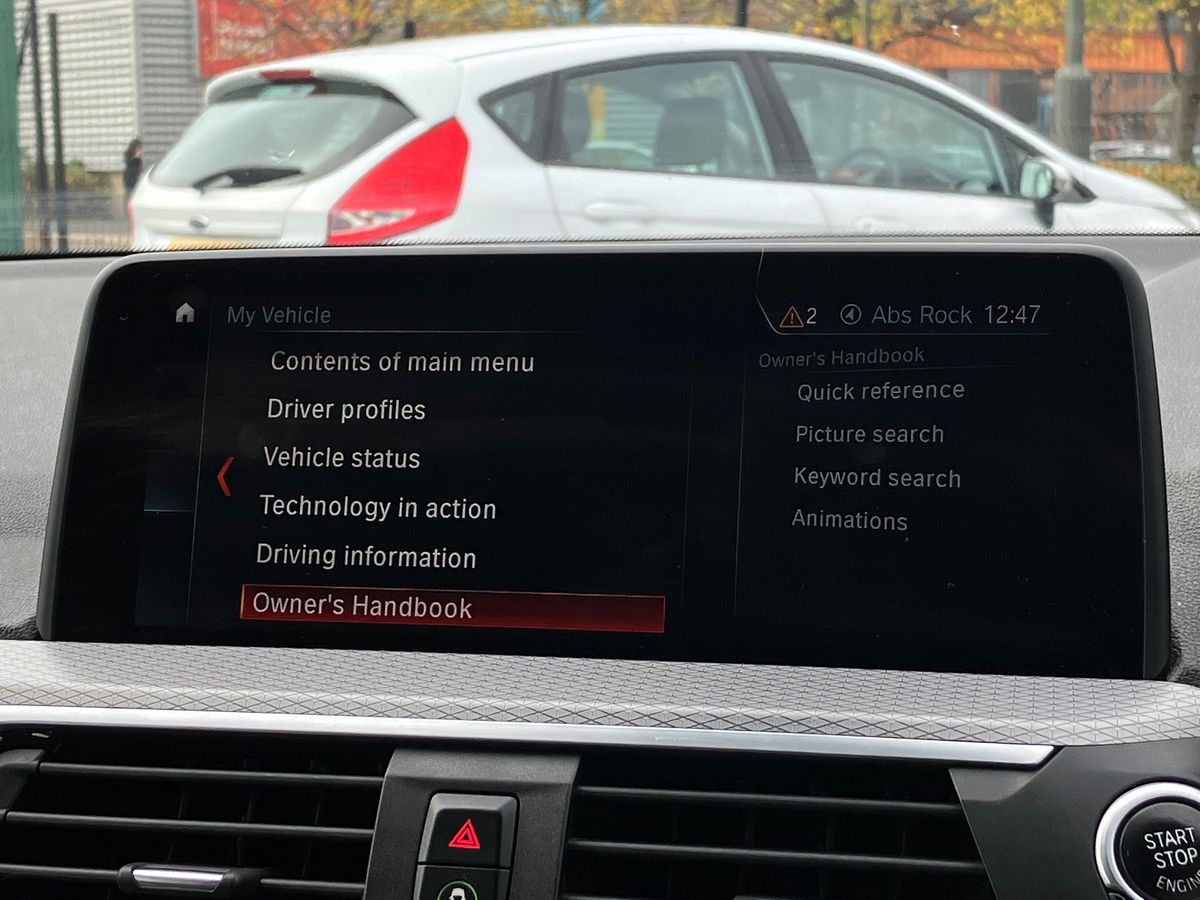 My Vehicle
2 Abs Rock 12:47
Contents of main menu
Driver profiles
Vehicle status
Technology in action
Driving information
Owner's Handbook
Owner's Handbook
Quick reference
Picture search
Keyword search
Animations
START
STOP
ENGINE